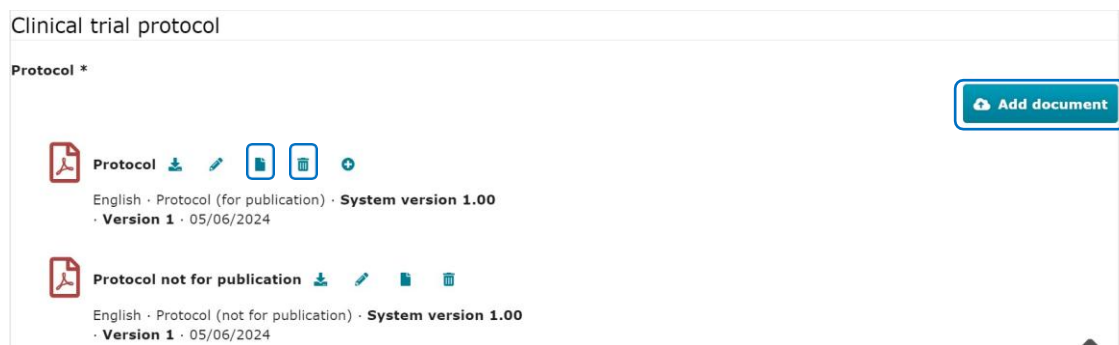 Clinical trial protocol
Protocol *
Add document
Protocol
English · Protocol (for publication) · System version 1.00
· Version 1 · 05/06/2024
Protocol not for publication
English · Protocol (not for publication) · System version 1.00
· Version 1 · 05/06/2024